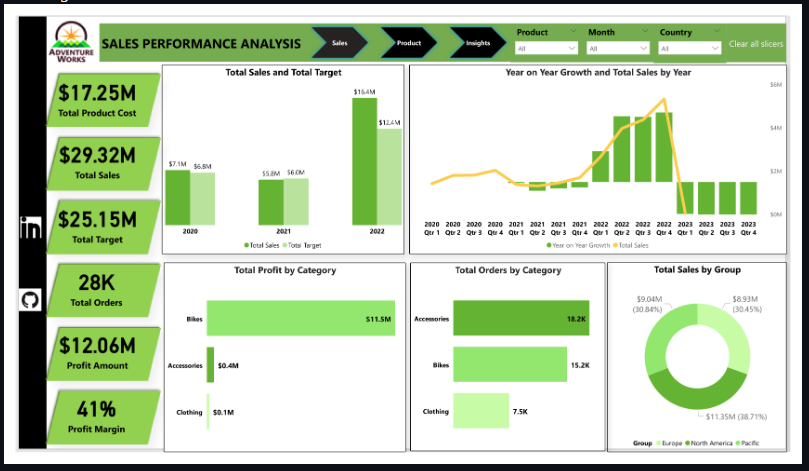 ADVENTURE
WORKS
SALES PERFORMANCE ANALYSIS
Sales
Product
Insights
Product
All
Month
All
Country
All
Clear all slicers
$17.25M
Total Product Cost
$29.32M
Total Sales
$25.15M
Total Target
28K
Total Orders
$12.06M
Profit Amount
41%
Profit Margin
in
Total Sales and Total Target
$7.1M $6.8M
$5.8M $6.0M
$16.4M
$12.4M
2020 2021 2022
Total Sales Total Target
Year on Year Growth and Total Sales by Year
$6M
$4M
$2M
$0M
2020 2020 2020 2020 2021 2021 2021 2021 2022 2022 2022 2022 2023 2023 2023 2023
Qtr 1 Qtr 2 Qtr 3 Qtr 4 Qtr 1 Qtr 2 Qtr 3 Qtr 4 Qtr 1 Qtr 2 Qtr 3 Qtr 4 Qtr 1 Qtr 2 Qtr 3 Qtr 4
Year on Year Growth Total Sales
Total Profit by Category
Bikes $11.5M
Accessories $0.4M
Clothing $0.1M
Total Orders by Category
Accessories 18.2K
Bikes 15.2K
Clothing 7.5K
Total Sales by Group
$9.04M
(30.84%)
$8.93M
(30.45%)
$11.35M (38.71%)
Group Europe North America Pacific